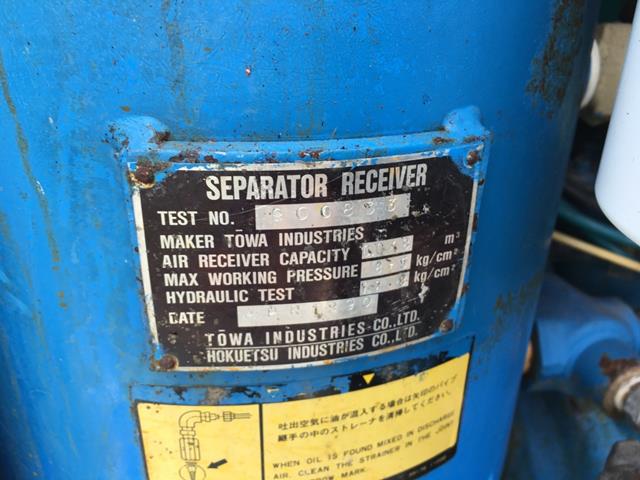 SEPARATOR RECEIVER
TEST NO.
MAKER TOWA INDUSTRIES
AIR RECEIVER CAPACITY m³
MAX WORKING PRESSURE kg/cm²
HYDRAULIC TEST kg/cm²
DATE
TOWA INDUSTRIES CO.,LTD.
HOKUETSU INDUSTRIES CO.,LTD.
吐出空気に油が混入する場合は矢印のパイプ
継手の中のストレーナを清掃してください。
WHEN OIL IS FOUND MIXED IN DISCHARGE
AIR, CLEAN THE STRAINER IN THE JOINT
MARK.